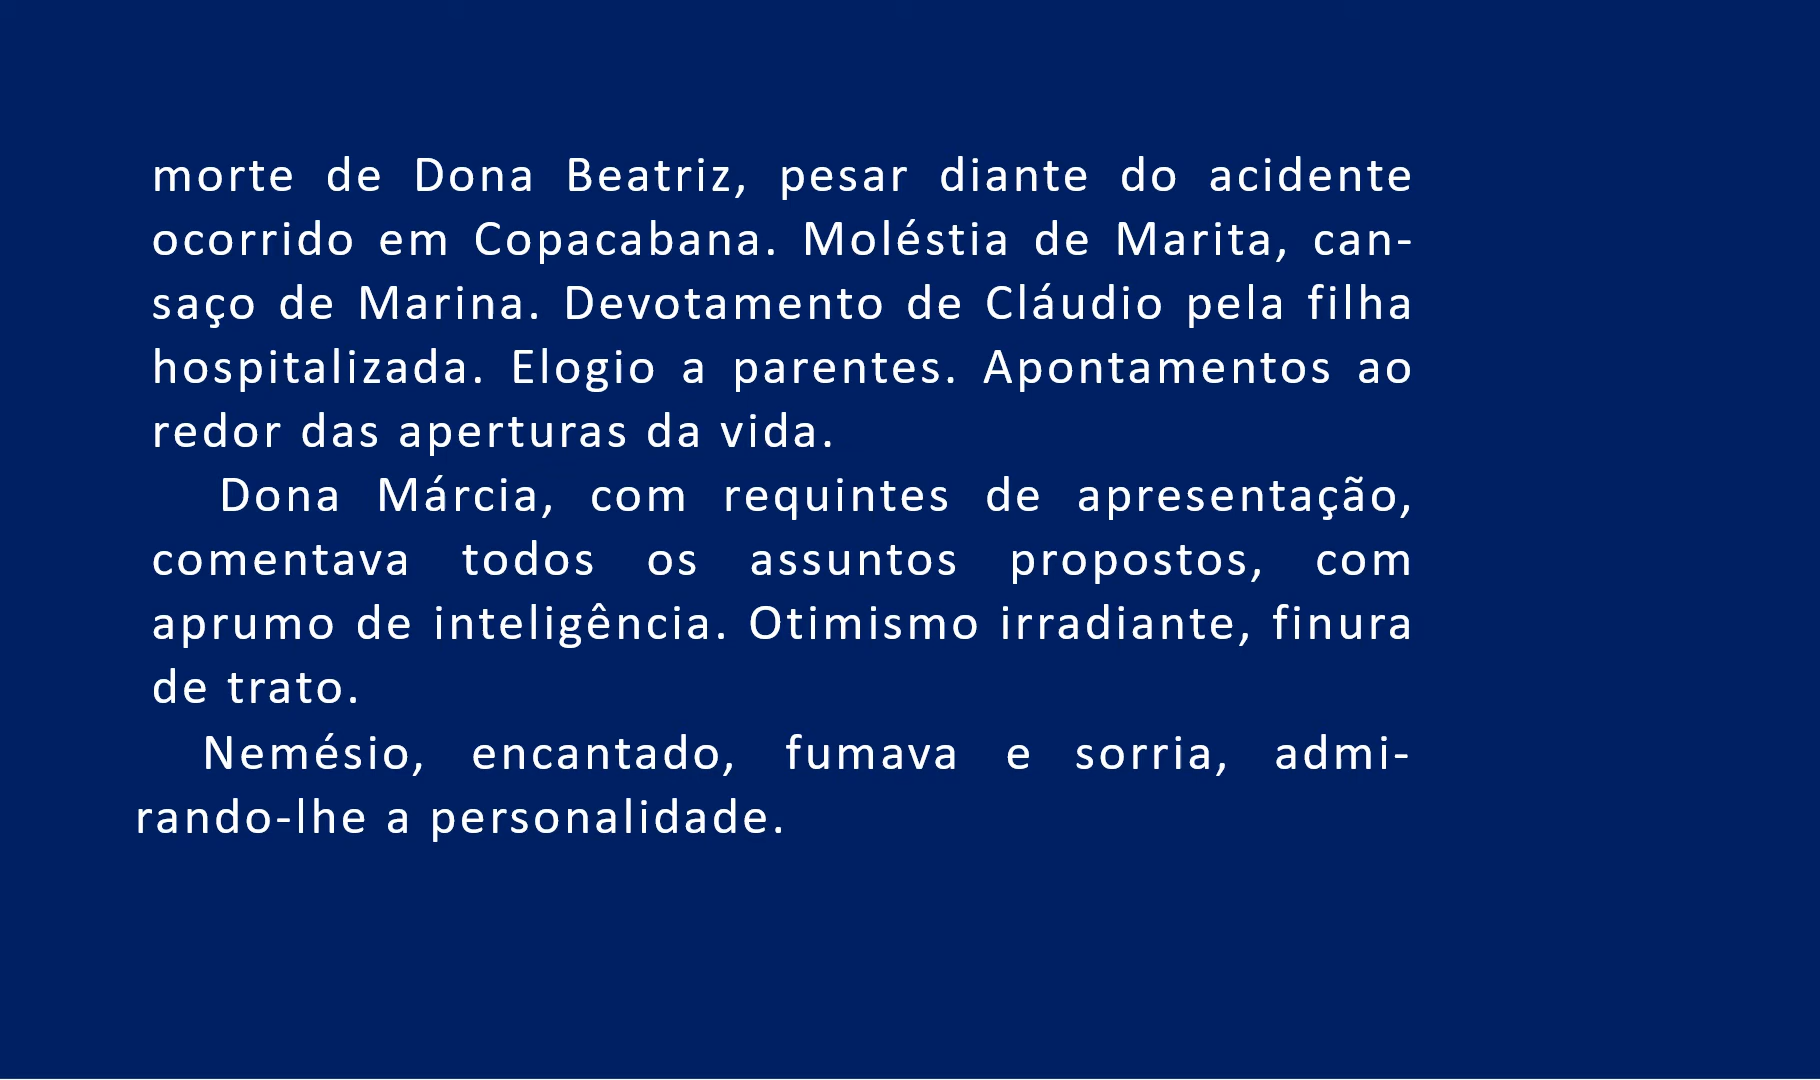 morte de Dona Beatriz, pesar diante do acidente
ocorrido em Copacabana. Moléstia de Marita, can-
saço de Marina. Devotamento de Cláudio pela filha
hospitalizada. Elogio a parentes. Apontamentos ao
redor das aperturas da vida.
Dona Márcia, com requintes de apresentação,
comentava todos os assuntos propostos, com
aprumo de inteligência. Otimismo irradiante, finura
de trato.
Nemésio, encantado, fumava e sorria, admi-
rando-lhe a personalidade.